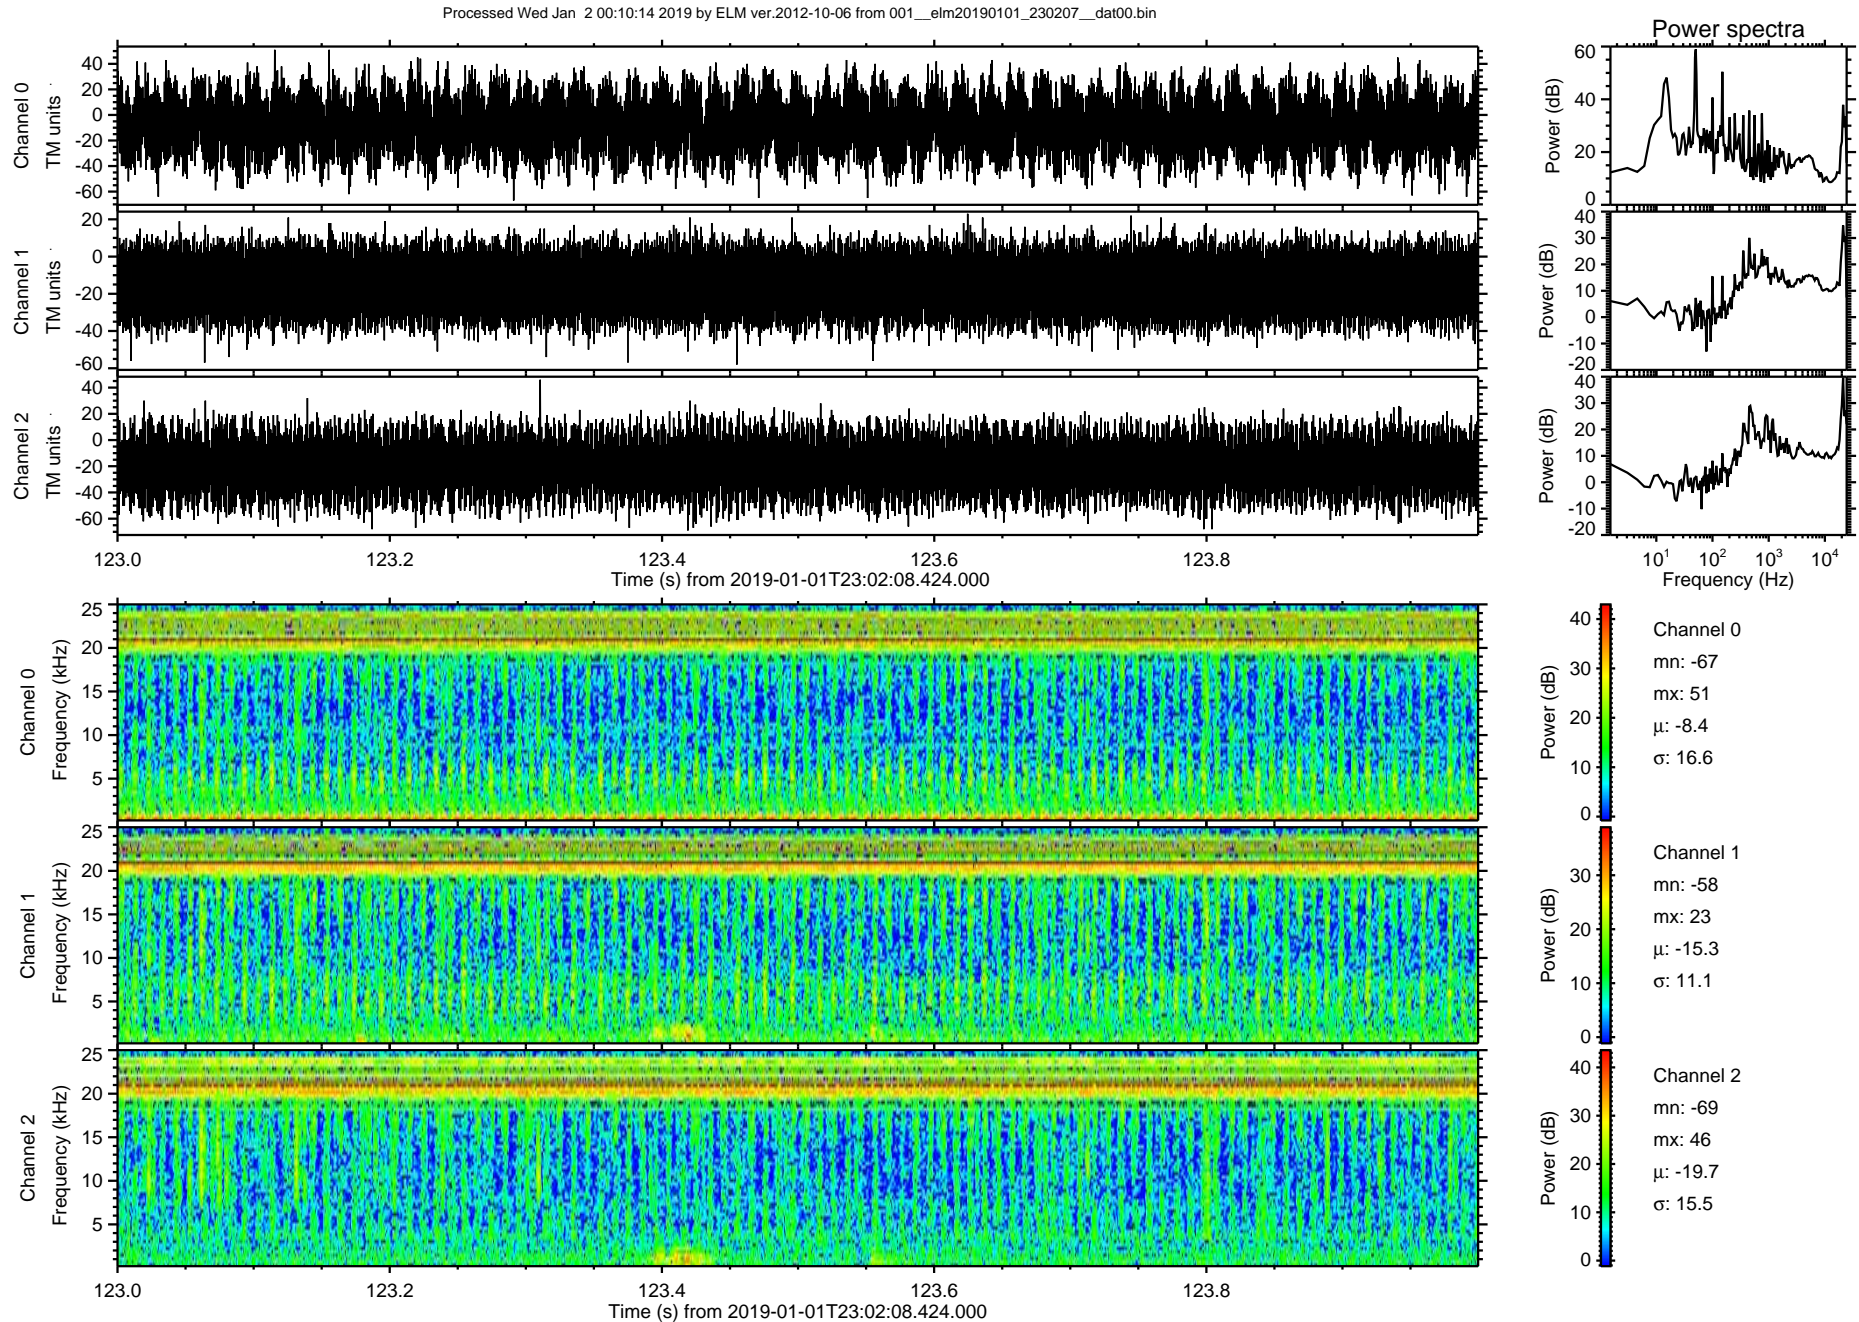 Processed Wed Jan  2 00:10:14 2019 by ELM ver.2012-10-06 from 001__elm20190101_230207__dat00.bin
Power spectra
Channel 0
TM units
40
20
0
-20
-40
-60
Power (dB)
60
40
20
0
Channel 1
TM units
20
0
-20
-40
-60
Power (dB)
40
30
20
10
0
-10
-20
Channel 2
TM units
40
20
0
-20
-40
-60
Power (dB)
40
30
20
10
0
-10
-20
123.0 123.2 123.4 123.6 123.8
Time (s) from 2019-01-01T23:02:08.424.000
10¹ 10² 10³ 10⁴
Frequency (Hz)
Channel 0
Frequency (kHz)
25
20
15
10
5
Power (dB)
40
30
20
10
0
Channel 0
mn: -67
mx: 51
μ: -8.4
σ: 16.6
Channel 1
Frequency (kHz)
25
20
15
10
5
Power (dB)
30
20
10
0
Channel 1
mn: -58
mx: 23
μ: -15.3
σ: 11.1
Channel 2
Frequency (kHz)
25
20
15
10
5
Power (dB)
40
30
20
10
0
Channel 2
mn: -69
mx: 46
μ: -19.7
σ: 15.5
123.0 123.2 123.4 123.6 123.8
Time (s) from 2019-01-01T23:02:08.424.000